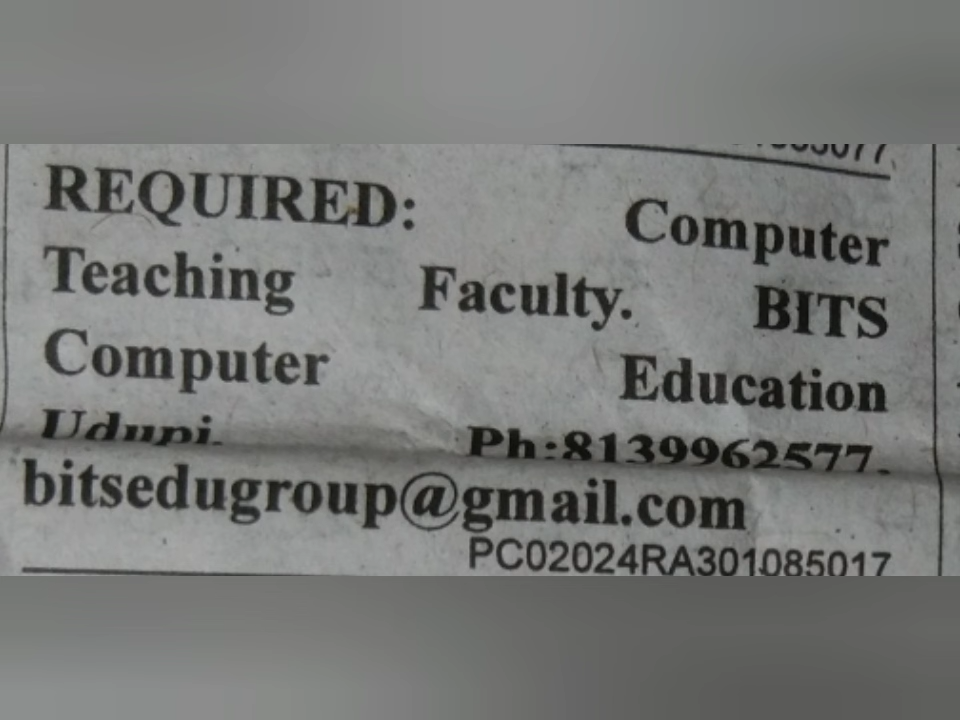 REQUIRED: Computer
Teaching Faculty. BITS
Computer Education
Udupi. Ph:8139962577.
bitsedugroup@gmail.com
PC02024RA301085017